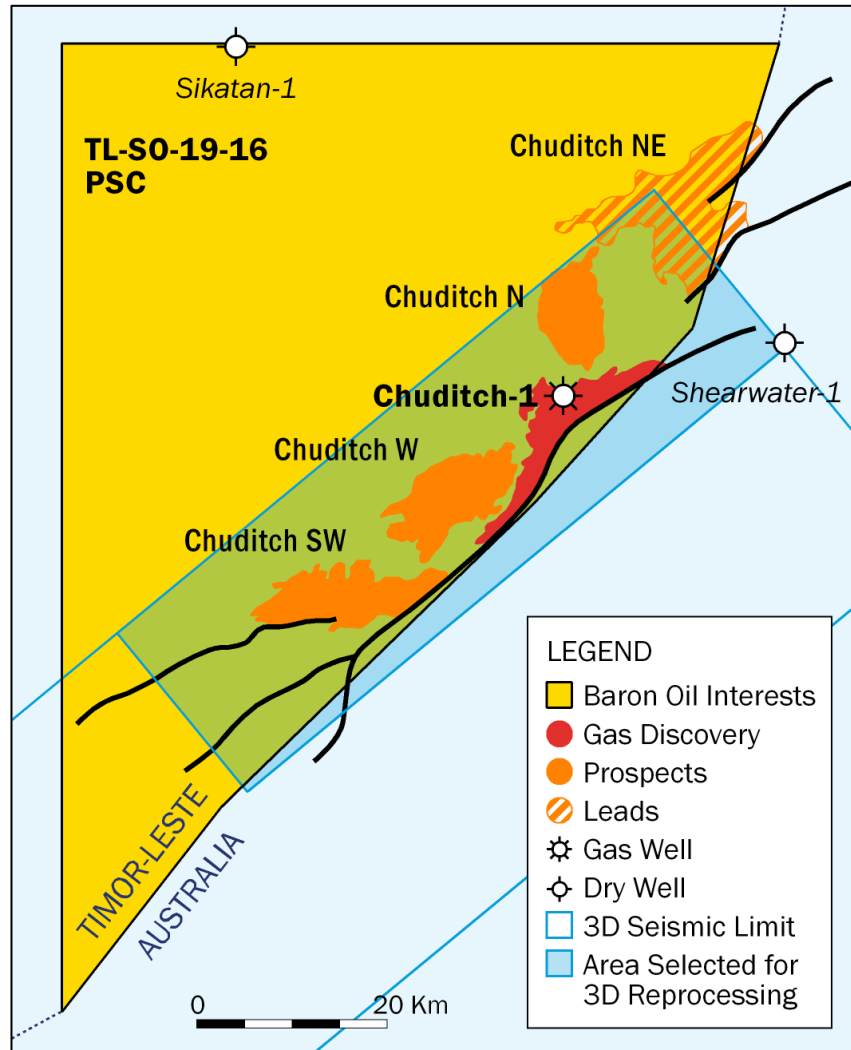 Sikatan-1
TL-SO-19-16
PSC
Chuditch NE
Chuditch N
Chuditch-1
Shearwater-1
Chuditch W
Chuditch SW
TIMOR-LESTE
AUSTRALIA
0 20 Km
LEGEND
Baron Oil Interests
Gas Discovery
Prospects
Leads
Gas Well
Dry Well
3D Seismic Limit
Area Selected for
3D Reprocessing